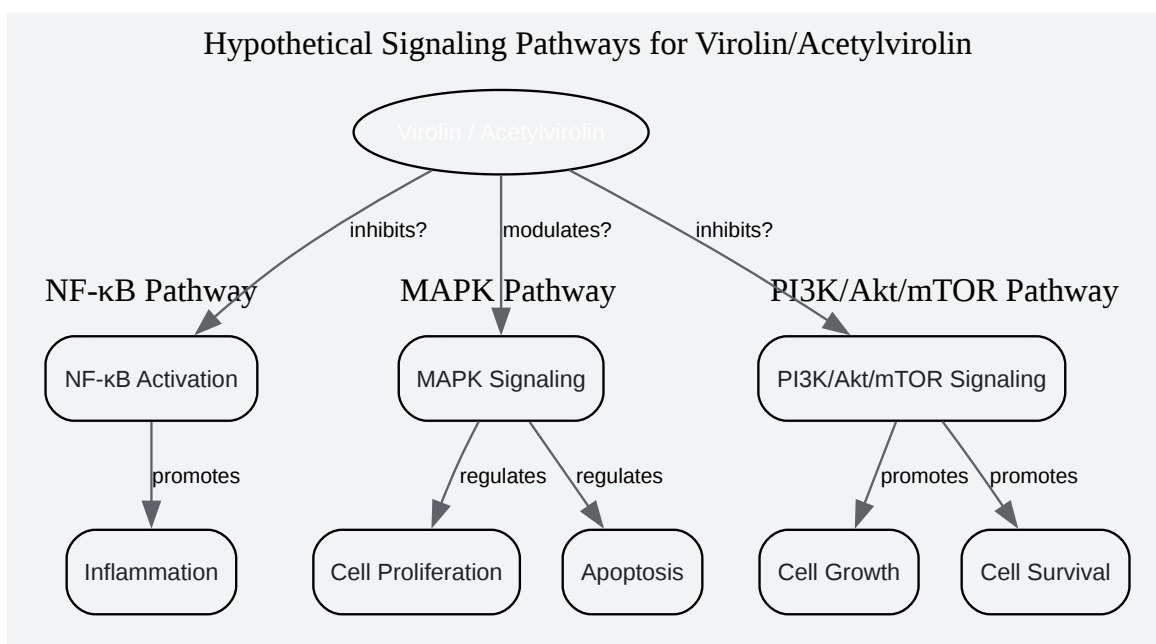 Hypothetical Signaling Pathways for Virolin/Acetylvirolin
Virolin / Acetylvirolin
inhibits?
modulates?
inhibits?
NF-κB Pathway
MAPK Pathway
PI3K/Akt/mTOR Pathway
NF-κB Activation
MAPK Signaling
PI3K/Akt/mTOR Signaling
promotes
regulates
regulates
promotes
promotes
Inflammation
Cell Proliferation
Apoptosis
Cell Growth
Cell Survival